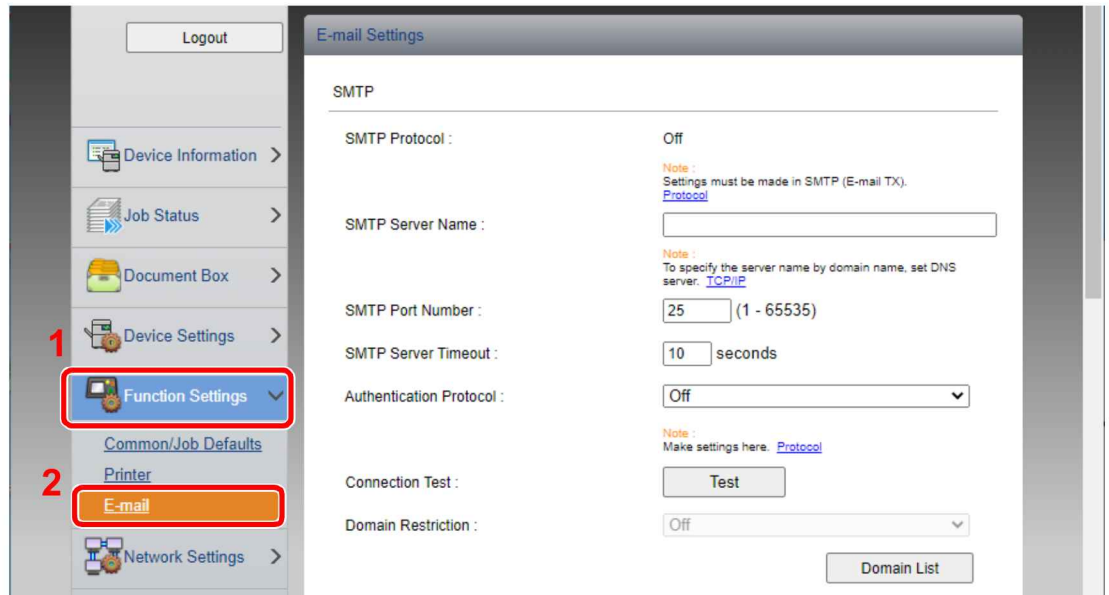 Logout
Device Information
Job Status
Document Box
1
Device Settings
Function Settings
Common/Job Defaults
2
Printer
E-mail
Network Settings
E-mail Settings
SMTP
SMTP Protocol : Off
Note :
Settings must be made in SMTP (E-mail TX).
Protocol
SMTP Server Name :
Note :
To specify the server name by domain name, set DNS
server. TCP/IP
SMTP Port Number : 25 (1 - 65535)
SMTP Server Timeout : 10 seconds
Authentication Protocol : Off
Note :
Make settings here. Protocol
Connection Test : Test
Domain Restriction : Off
Domain List